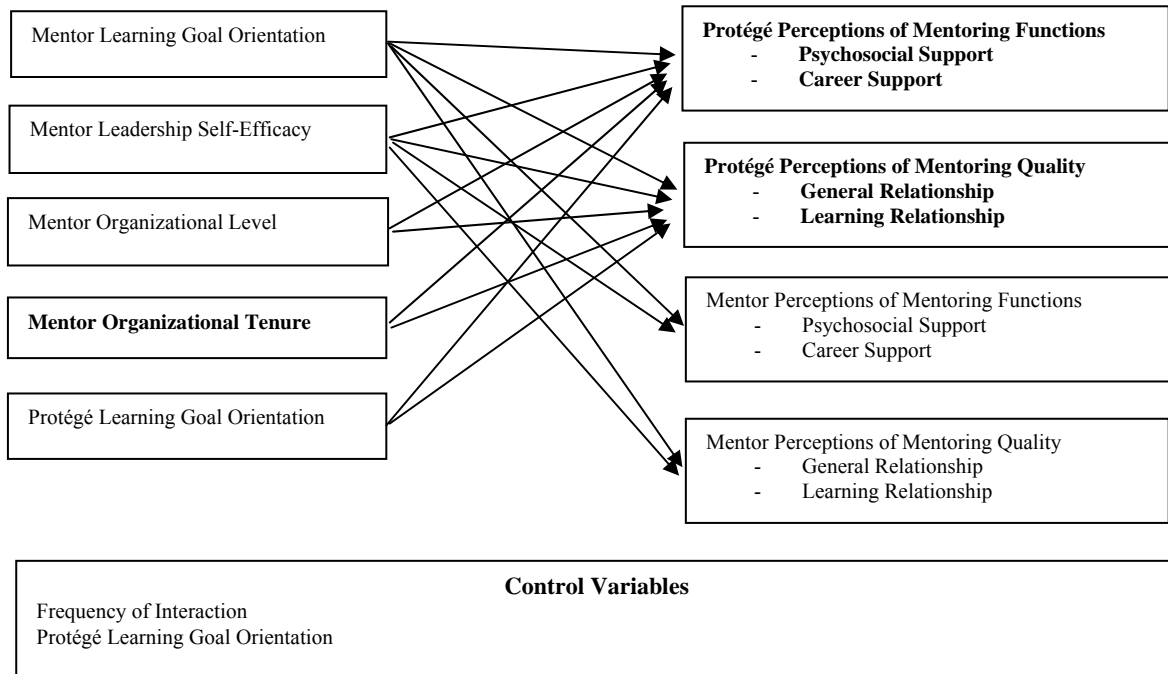 Mentor Learning Goal Orientation
Mentor Leadership Self-Efficacy
Mentor Organizational Level
Mentor Organizational Tenure
Protégé Learning Goal Orientation
Protégé Perceptions of Mentoring Functions
- Psychosocial Support
- Career Support
Protégé Perceptions of Mentoring Quality
- General Relationship
- Learning Relationship
Mentor Perceptions of Mentoring Functions
- Psychosocial Support
- Career Support
Mentor Perceptions of Mentoring Quality
- General Relationship
- Learning Relationship
Control Variables
Frequency of Interaction
Protégé Learning Goal Orientation